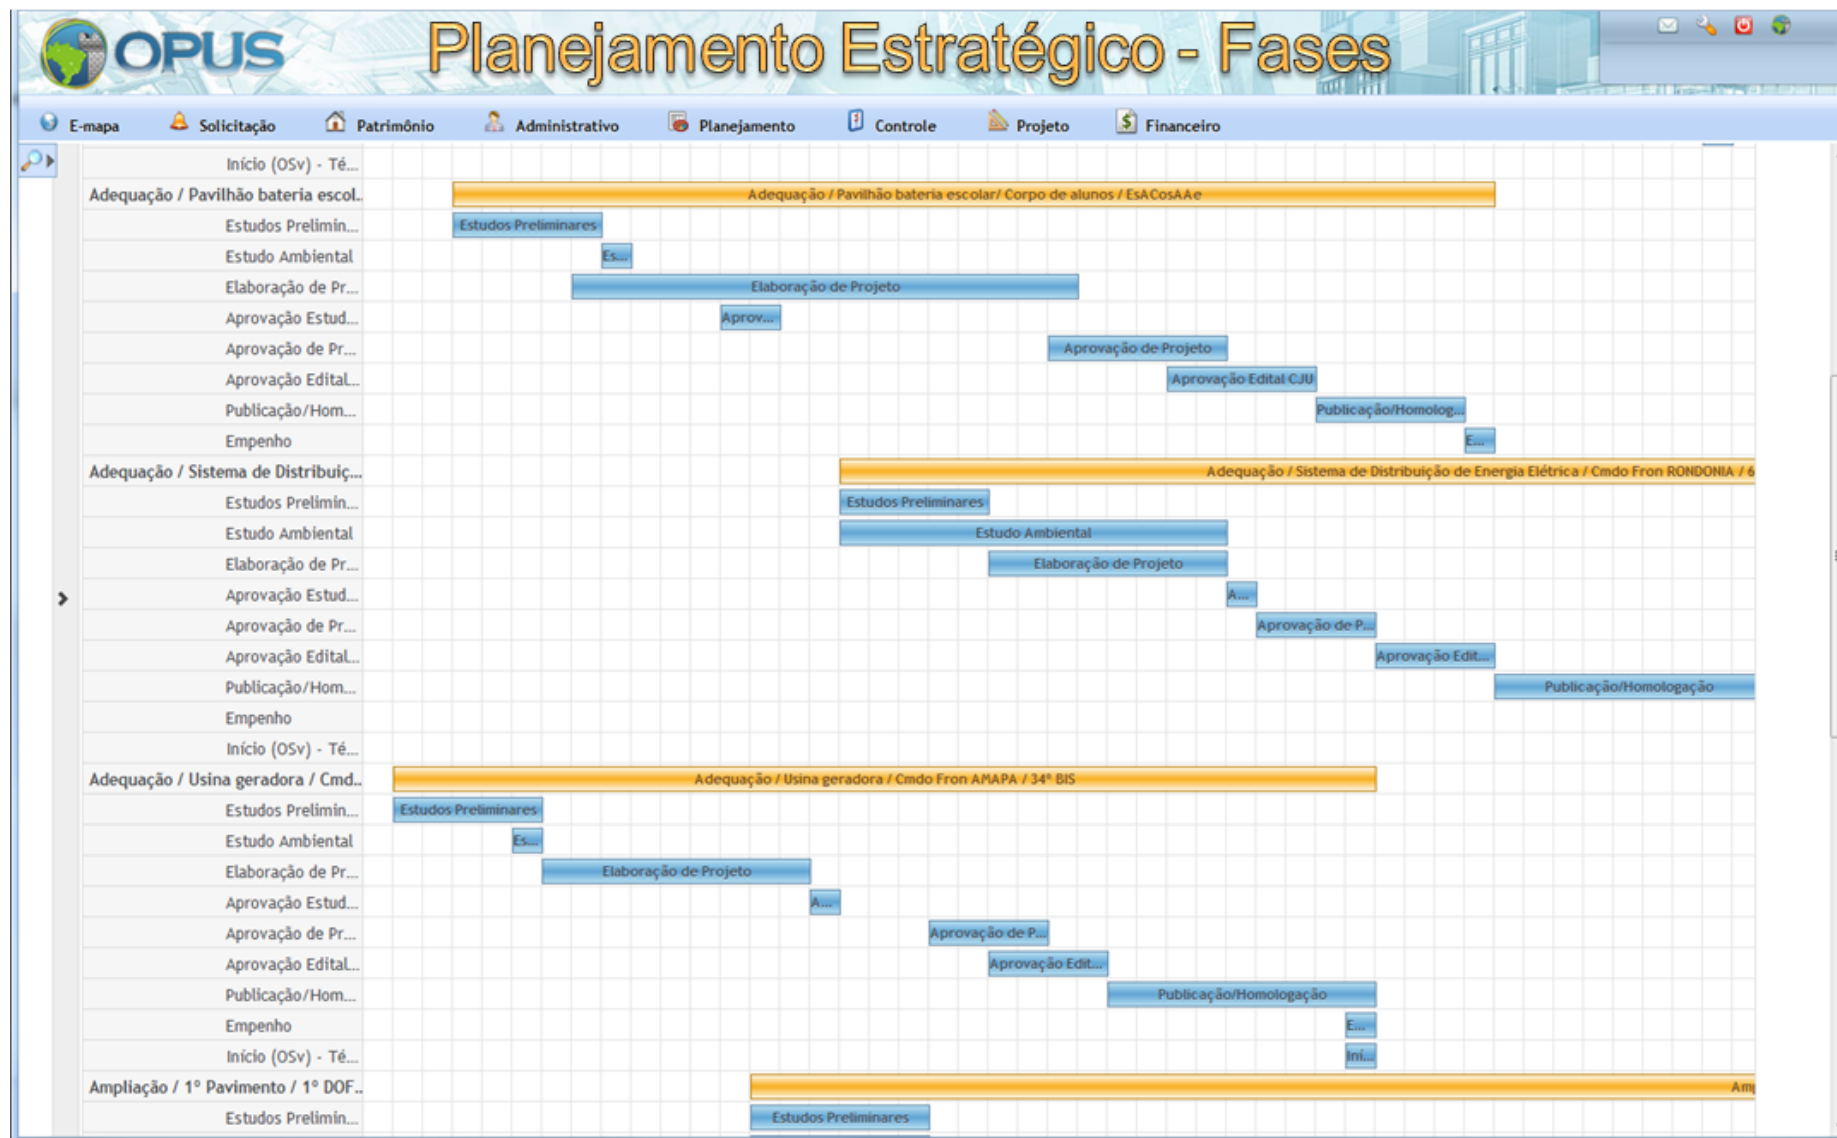 OPUS
Planejamento Estratégico - Fases
E-mapa Solicitação Patrimônio Administrativo Planejamento Controle Projeto Financeiro
Início (OSv) - Té...
Adequação / Pavilhão bateria escol.. Adequação / Pavilhão bateria escolar/ Corpo de alunos / EsACosAAe
Estudos Prelimin... Estudos Preliminares
Estudo Ambiental Es...
Elaboração de Pr... Elaboração de Projeto
Aprovação Estud... Aprov...
Aprovação de Pr... Aprovação de Projeto
Aprovação Edital... Aprovação Edital CJU
Publicação/Hom... Publicação/Homolog...
Empenho E...
Adequação / Sistema de Distribuiç... Adequação / Sistema de Distribuição de Energia Elétrica / Cmdo Fron RONDONIA / 6
Estudos Prelimin... Estudos Preliminares
Estudo Ambiental Estudo Ambiental
Elaboração de Pr... Elaboração de Projeto
Aprovação Estud... A...
Aprovação de Pr... Aprovação de P...
Aprovação Edital... Aprovação Edit...
Publicação/Hom... Publicação/Homologação
Empenho
Início (OSv) - Té...
Adequação / Usina geradora / Cmd.. Adequação / Usina geradora / Cmdo Fron AMAPA / 34º BIS
Estudos Prelimin... Estudos Preliminares
Estudo Ambiental Es...
Elaboração de Pr... Elaboração de Projeto
Aprovação Estud... A...
Aprovação de Pr... Aprovação de P...
Aprovação Edital... Aprovação Edit...
Publicação/Hom... Publicação/Homologação
Empenho E...
Início (OSv) - Té... Iní...
Ampliação / 1º Pavimento / 1º DOF.. Amp
Estudos Prelimin... Estudos Preliminares